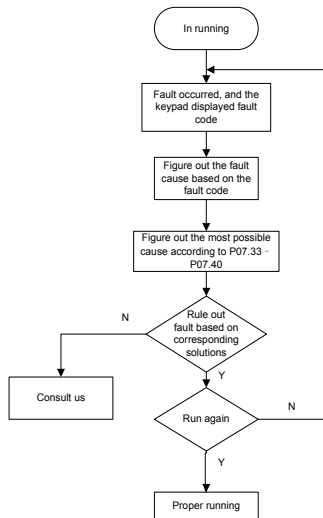 In running
Fault occurred, and the
keypad displayed fault
code
Figure out the fault
cause based on the
fault code
Figure out the most possible
cause according to P07.33–
P07.40
N
Rule out
fault based on
corresponding
solutions
Y
Consult us
Run again
N
Y
Proper running